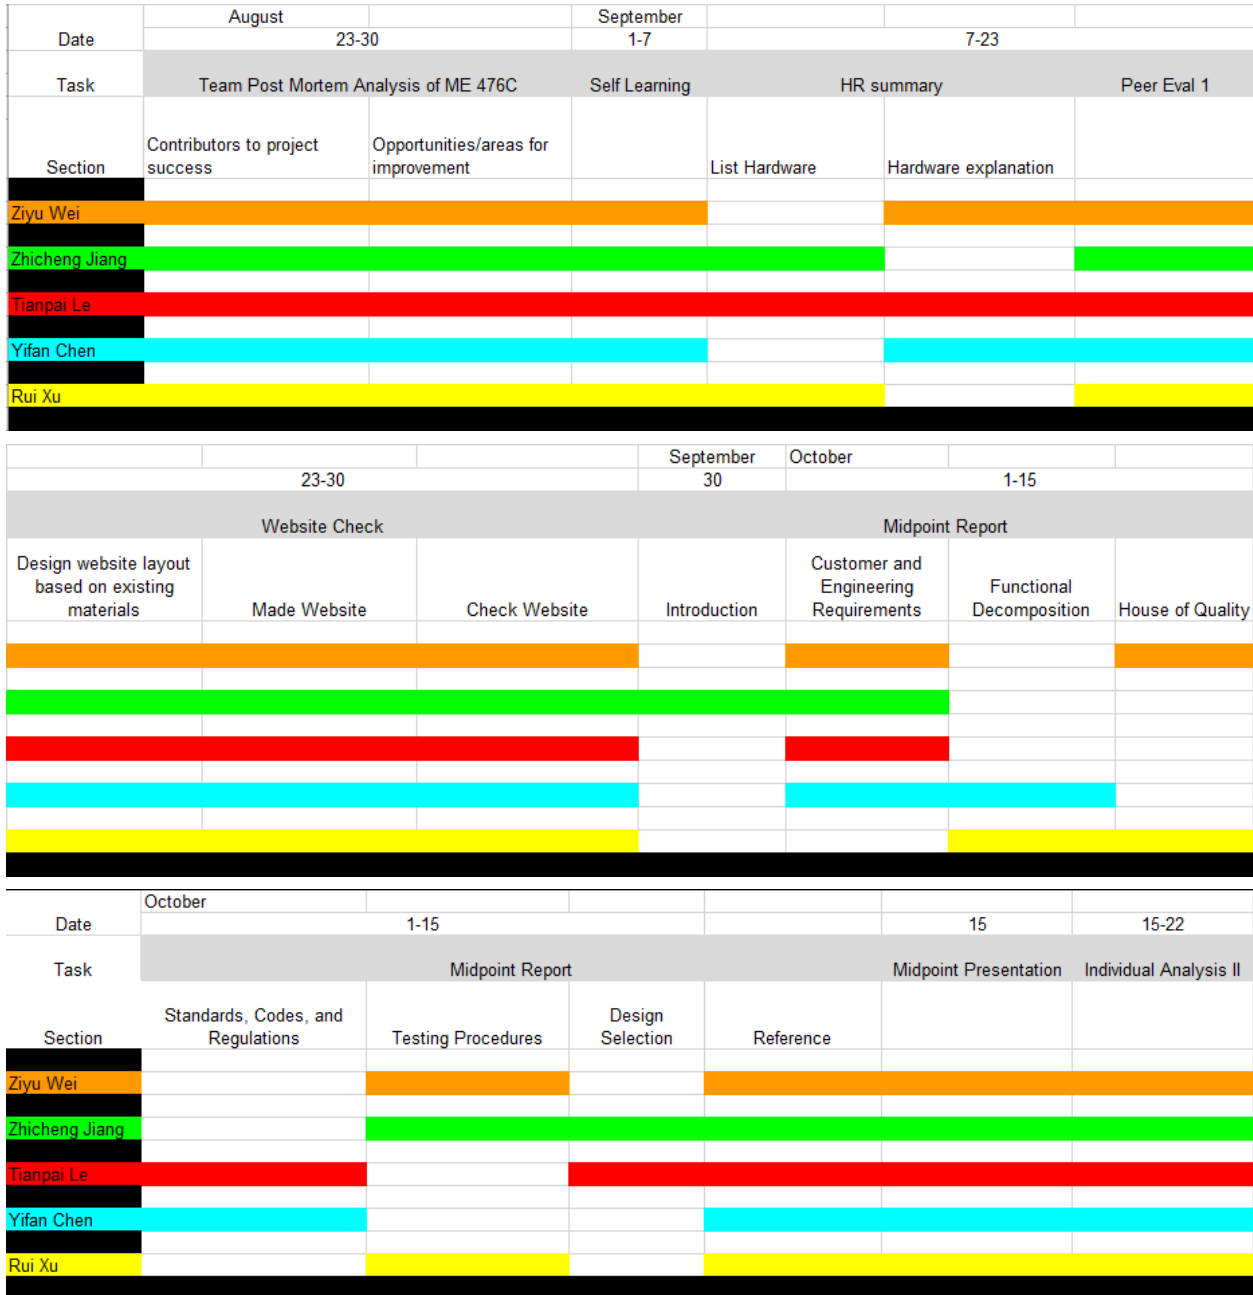 August September
Date 23-30 1-7 7-23
Task Team Post Mortem Analysis of ME 476C Self Learning HR summary Peer Eval 1
Contributors to project Opportunities/areas for
Section success improvement List Hardware Hardware explanation
Ziyu Wei
Zhicheng Jiang
Tianpai Le
Yifan Chen
Rui Xu
September October
23-30 30 1-15
Website Check Midpoint Report
Design website layout Customer and
based on existing Engineering Functional
materials Made Website Check Website Introduction Requirements Decomposition House of Quality
October
Date 1-15 15 15-22
Task Midpoint Report Midpoint Presentation Individual Analysis II
Standards, Codes, and Design
Section Regulations Testing Procedures Selection Reference
Ziyu Wei
Zhicheng Jiang
Tianpai Le
Yifan Chen
Rui Xu